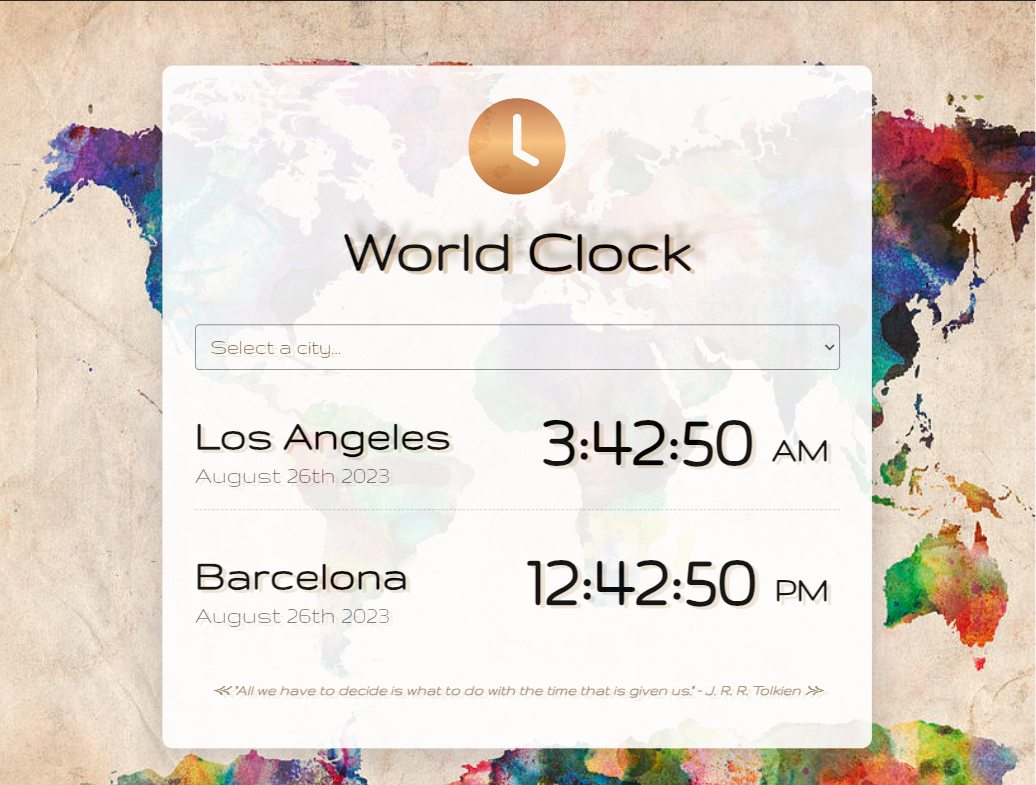 World Clock
Select a city...
Los Angeles
3:42:50 AM
August 26th 2023
Barcelona
12:42:50 PM
August 26th 2023
≪ "All we have to decide is what to do with the time that is given us." - J. R. R. Tolkien ≫